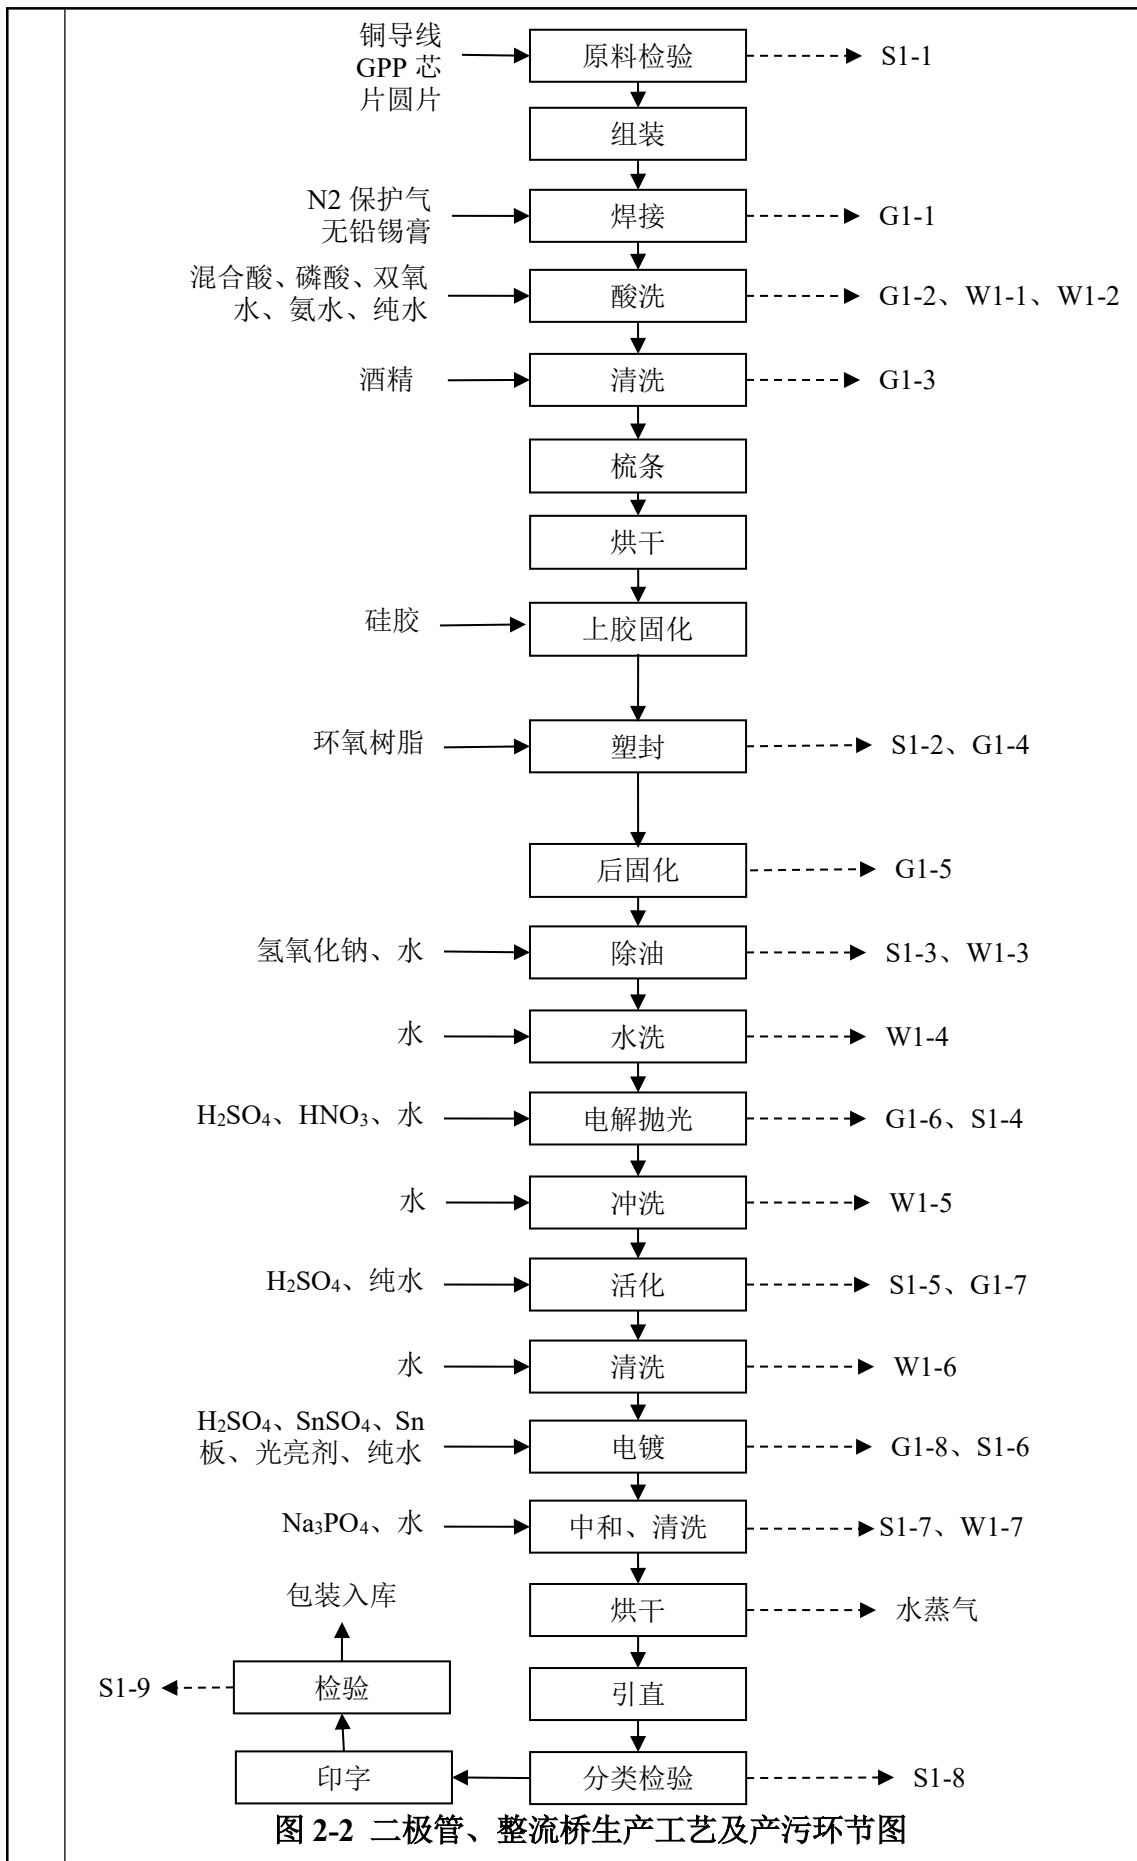 铜导线
GPP 芯
片圆片
原料检验
S1-1
组装
N2 保护气
无铅锡膏
焊接
G1-1
混合酸、磷酸、双氧
水、氨水、纯水
酸洗
G1-2、W1-1、W1-2
酒精
清洗
G1-3
梳条
烘干
硅胶
上胶固化
环氧树脂
塑封
S1-2、G1-4
后固化
G1-5
氢氧化钠、水
除油
S1-3、W1-3
水
水洗
W1-4
H₂SO₄、HNO₃、水
电解抛光
G1-6、S1-4
水
冲洗
W1-5
H₂SO₄、纯水
活化
S1-5、G1-7
水
清洗
W1-6
H₂SO₄、SnSO₄、Sn
板、光亮剂、纯水
电镀
G1-8、S1-6
Na₃PO₄、水
中和、清洗
S1-7、W1-7
包装入库
烘干
水蒸气
S1-9
检验
引直
印字
分类检验
S1-8
图 2-2 二极管、整流桥生产工艺及产污环节图